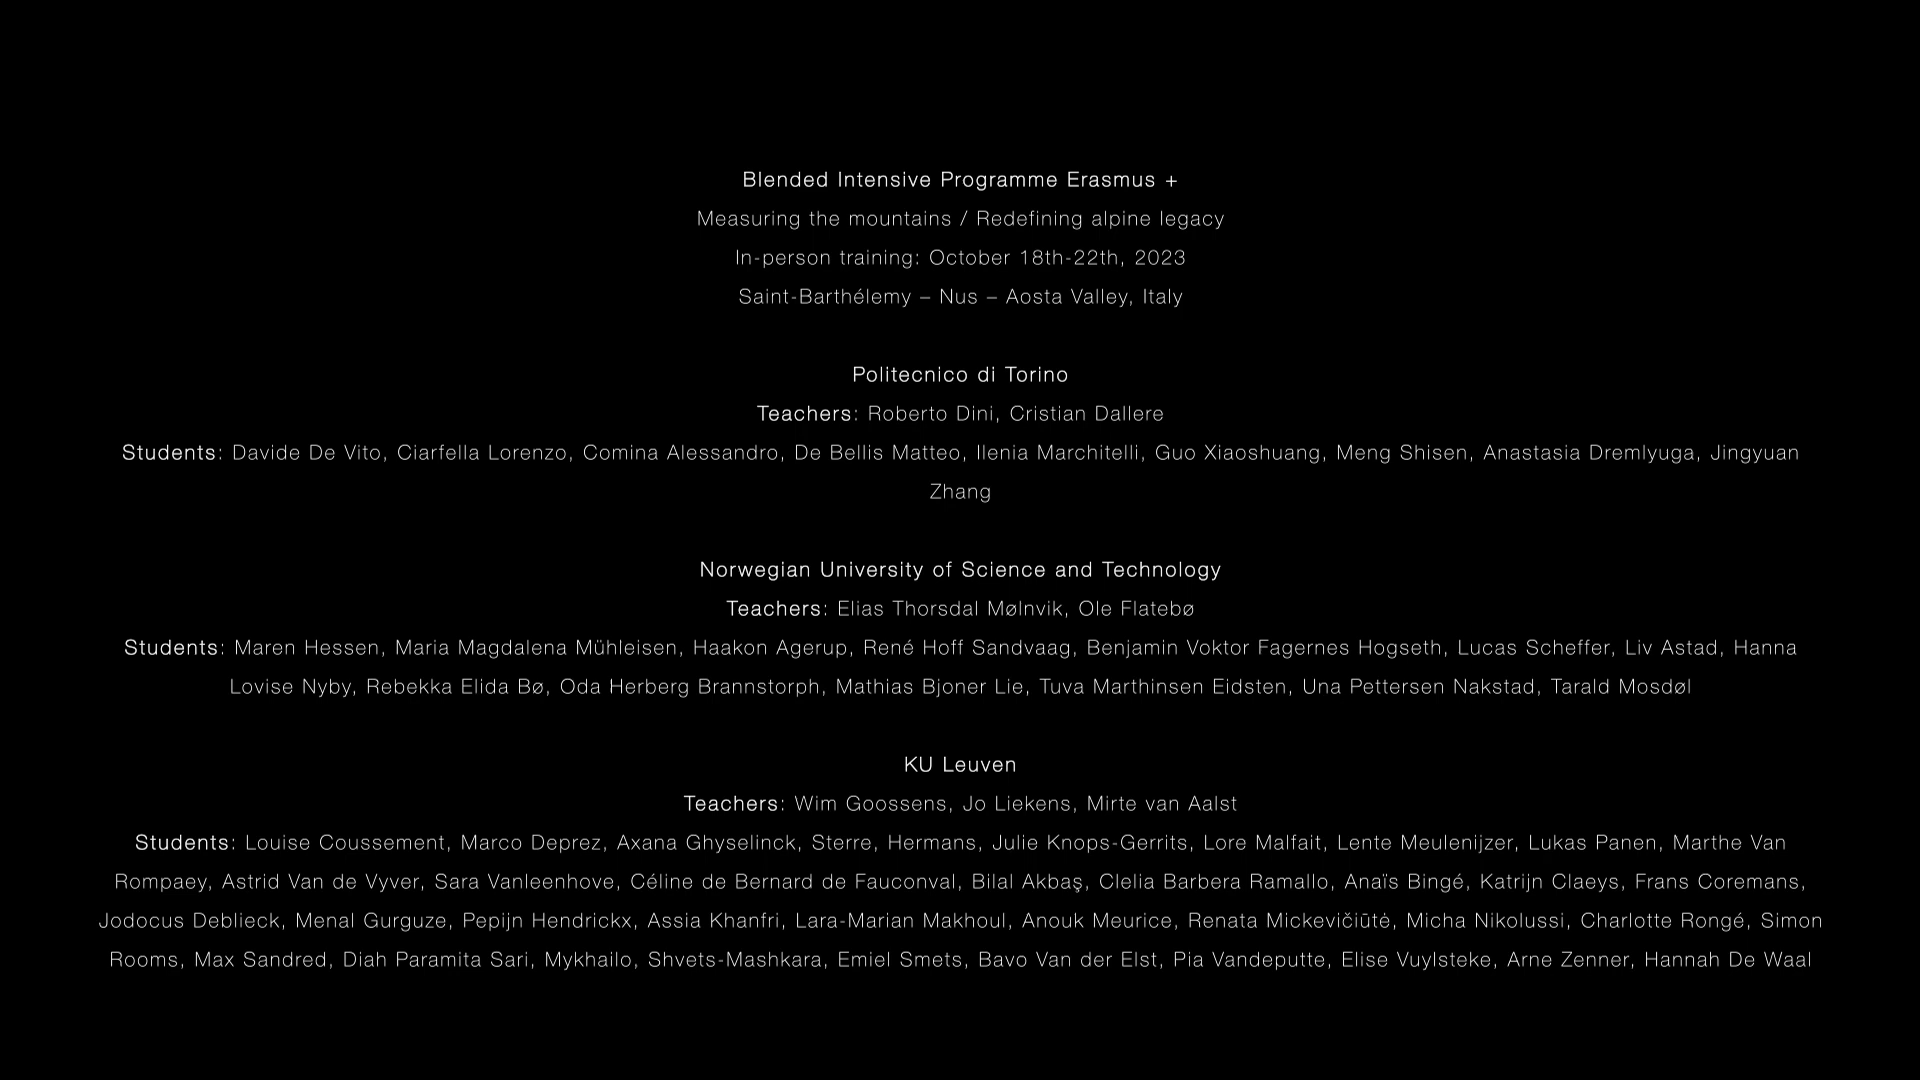 Blended Intensive Programme Erasmus +
Measuring the mountains / Redefining alpine legacy
In-person training: October 18th-22th, 2023
Saint-Barthélemy – Nus – Aosta Valley, Italy
Politecnico di Torino
Teachers: Roberto Dini, Cristian Dallere
Students: Davide De Vito, Ciarfella Lorenzo, Comina Alessandro, De Bellis Matteo, Ilenia Marchitelli, Guo Xiaoshuang, Meng Shisen, Anastasia Dremlyuga, Jingyuan
Zhang
Norwegian University of Science and Technology
Teachers: Elias Thorsdal Mølnvik, Ole Flatebø
Students: Maren Hessen, Maria Magdalena Mühleisen, Haakon Agerup, René Hoff Sandvaag, Benjamin Voktor Fagernes Hogseth, Lucas Scheffer, Liv Astad, Hanna
Lovise Nyby, Rebekka Elida Bø, Oda Herberg Brannstorph, Mathias Bjoner Lie, Tuva Marthinsen Eidsten, Una Pettersen Nakstad, Tarald Mosdøl
KU Leuven
Teachers: Wim Goossens, Jo Liekens, Mirte van Aalst
Students: Louise Coussement, Marco Deprez, Axana Ghyselinck, Sterre, Hermans, Julie Knops-Gerrits, Lore Malfait, Lente Meulenijzer, Lukas Panen, Marthe Van
Rompaey, Astrid Van de Vyver, Sara Vanleenhove, Céline de Bernard de Fauconval, Bilal Akbaş, Clelia Barbera Ramallo, Anaïs Bingé, Katrijn Claeys, Frans Coremans,
Jodocus Deblieck, Menal Gurguze, Pepijn Hendrickx, Assia Khanfri, Lara-Marian Makhoul, Anouk Meurice, Renata Mickevičiūtė, Micha Nikolussi, Charlotte Rongé, Simon
Rooms, Max Sandred, Diah Paramita Sari, Mykhailo, Shvets-Mashkara, Emiel Smets, Bavo Van der Elst, Pia Vandeputte, Elise Vuylsteke, Arne Zenner, Hannah De Waal